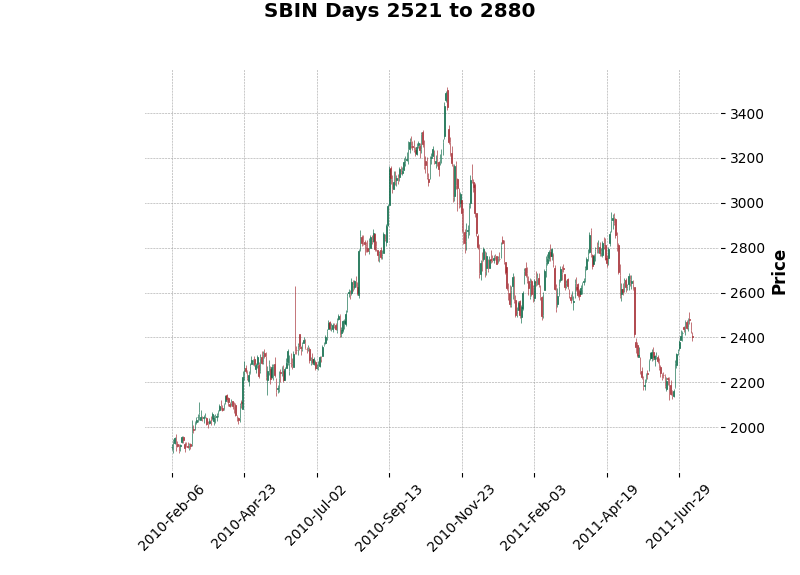 SBIN Days 2521 to 2880
3400
3200
3000
2800
2600
2400
2200
2000
Price
2010-Feb-06
2010-Apr-23
2010-Jul-02
2010-Sep-13
2010-Nov-23
2011-Feb-03
2011-Apr-19
2011-Jun-29